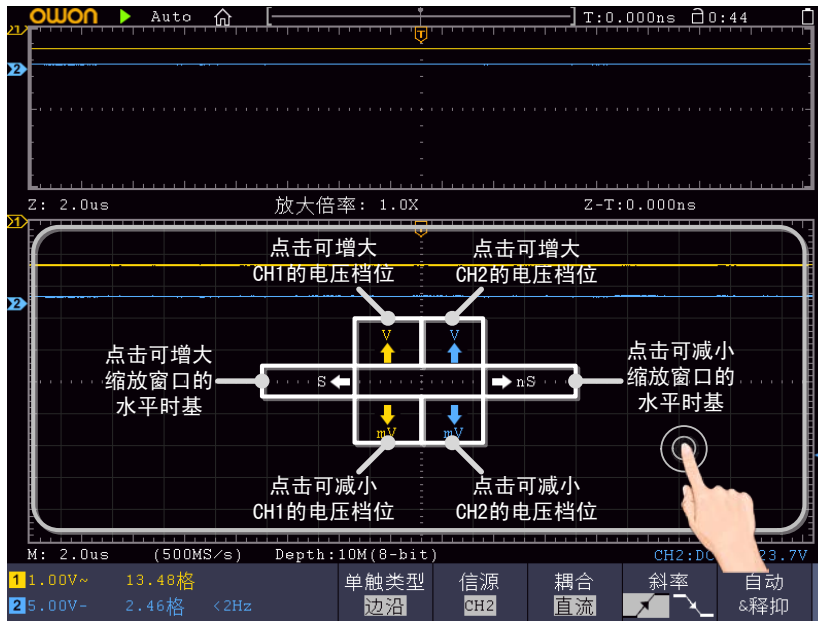 owon Auto T:0.000ns 0:44
1
T
2
Z: 2.0us 放大倍率: 1.0X Z-T:0.000ns
1
点击可增大 点击可增大
CH1的电压档位 CH2的电压档位
2
V V
点击可增大 点击可减小
缩放窗口的 S nS 缩放窗口的
水平时基 水平时基
mV mV
点击可减小 点击可减小
CH1的电压档位 CH2的电压档位
M: 2.0us (500MS/s) Depth:10M(8-bit) CH2:DC 23.7V
1 1.00V~ 13.48格 单触类型 信源 耦合 斜率 自动
2 5.00V- 2.46格 <2Hz 边沿 CH2 直流 &释抑